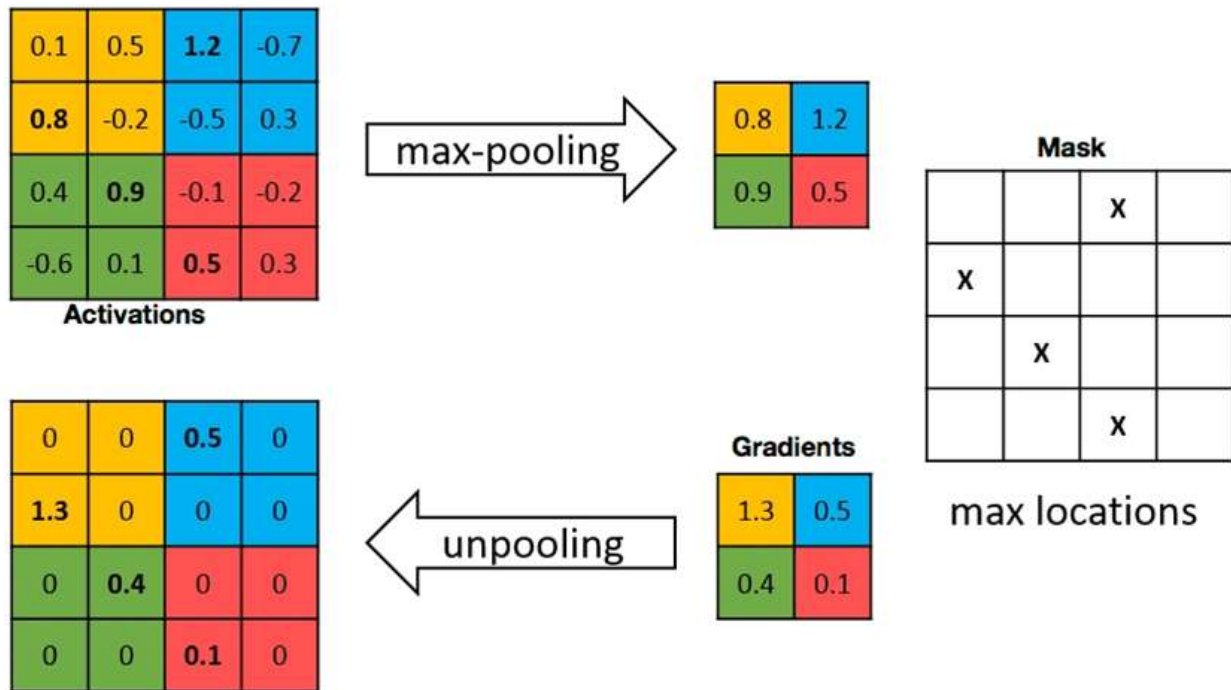 0.1 0.5 1.2 -0.7
0.8 -0.2 -0.5 0.3
0.4 0.9 -0.1 -0.2
-0.6 0.1 0.5 0.3
Activations
max-pooling
0.8 1.2
0.9 0.5
Mask
X
X
X
X
max locations
0 0 0.5 0
1.3 0 0 0
0 0.4 0 0
0 0 0.1 0
unpooling
Gradients
1.3 0.5
0.4 0.1